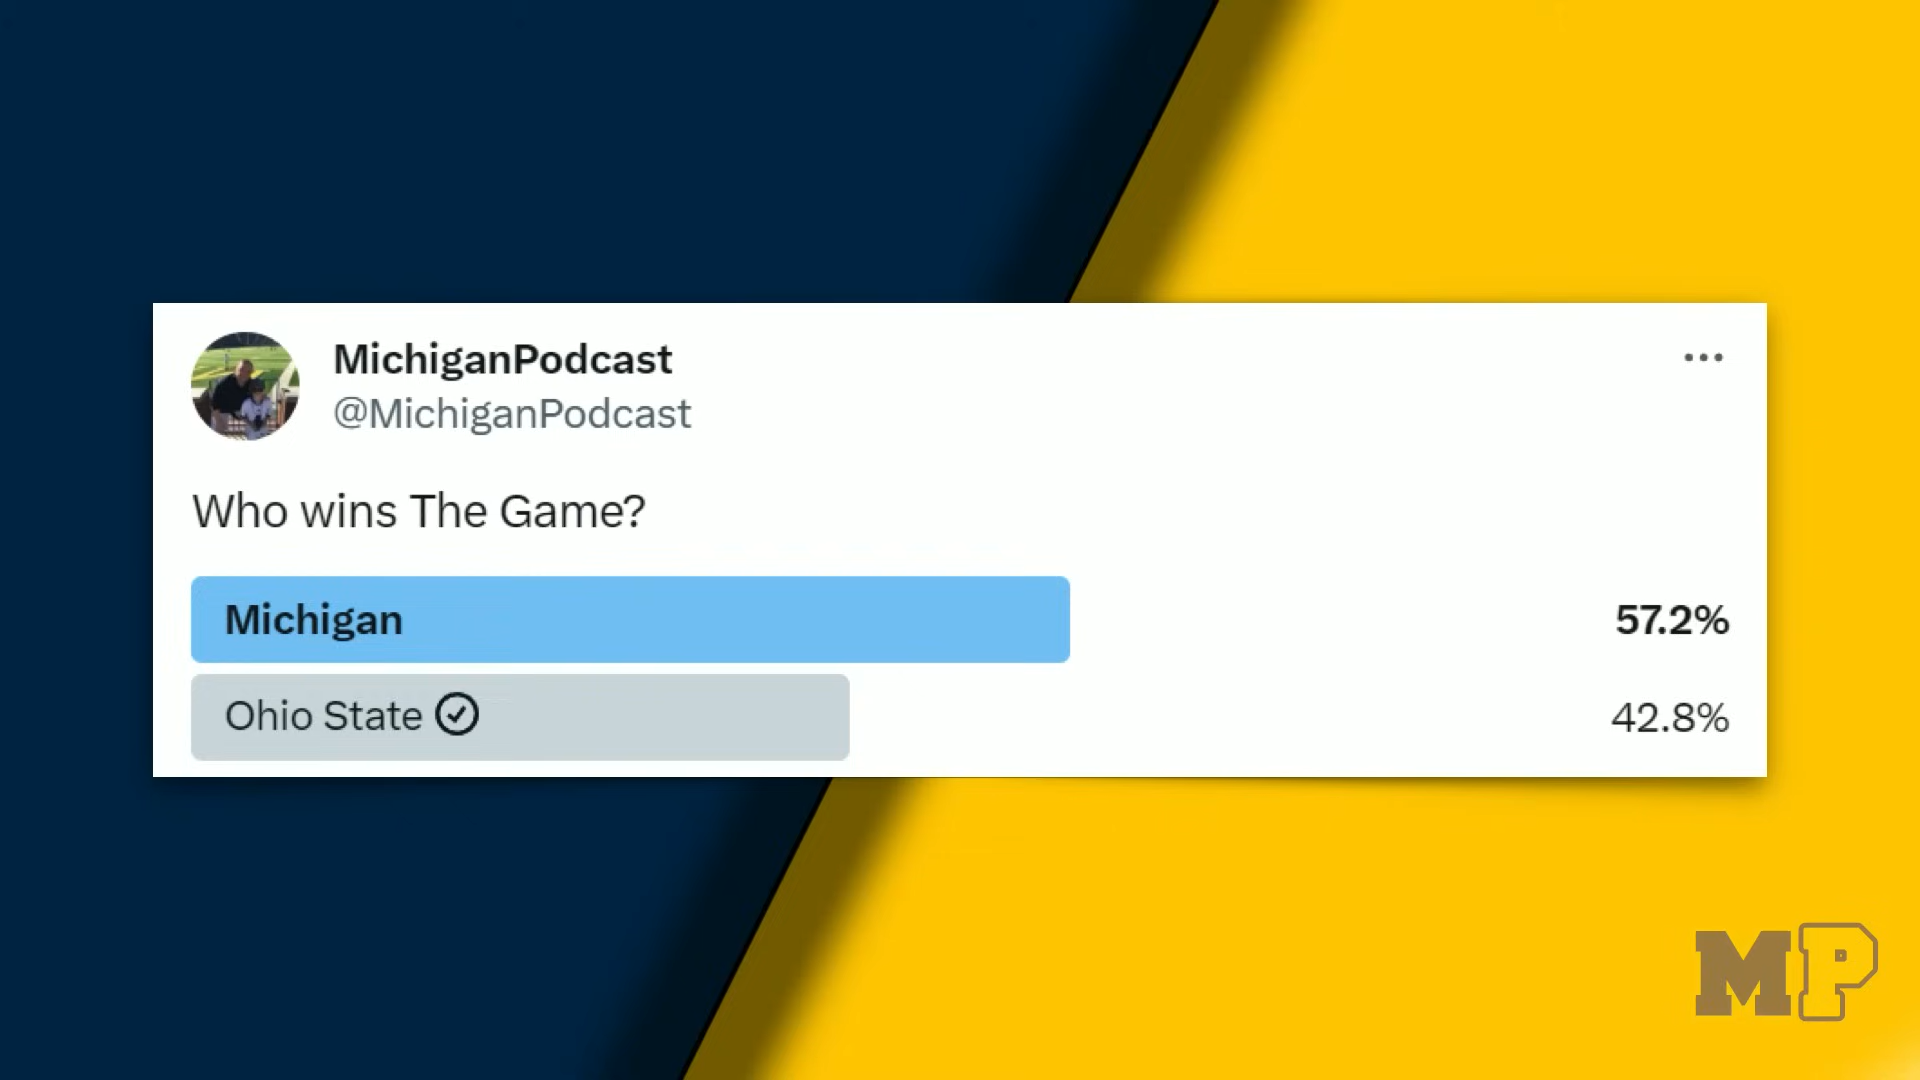 MichiganPodcast
@MichiganPodcast
Who wins The Game?
Michigan 57.2%
Ohio State 42.8%
MP